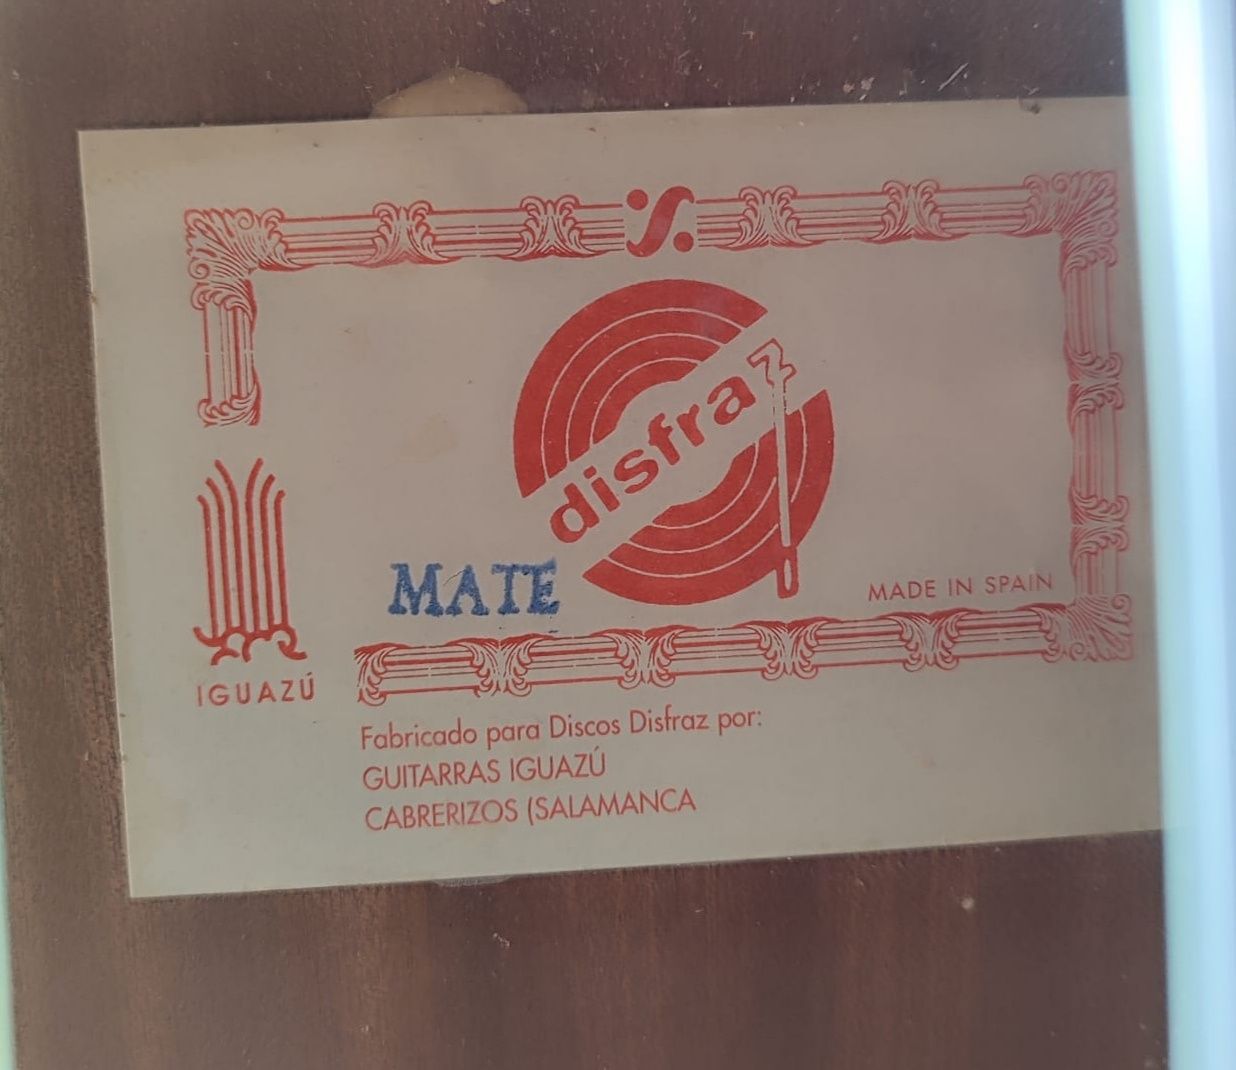 disfraz
MATE
MADE IN SPAIN
IGUAZÚ
Fabricado para Discos Disfraz por:
GUITARRAS IGUAZÚ
CABRERIZOS (SALAMANCA